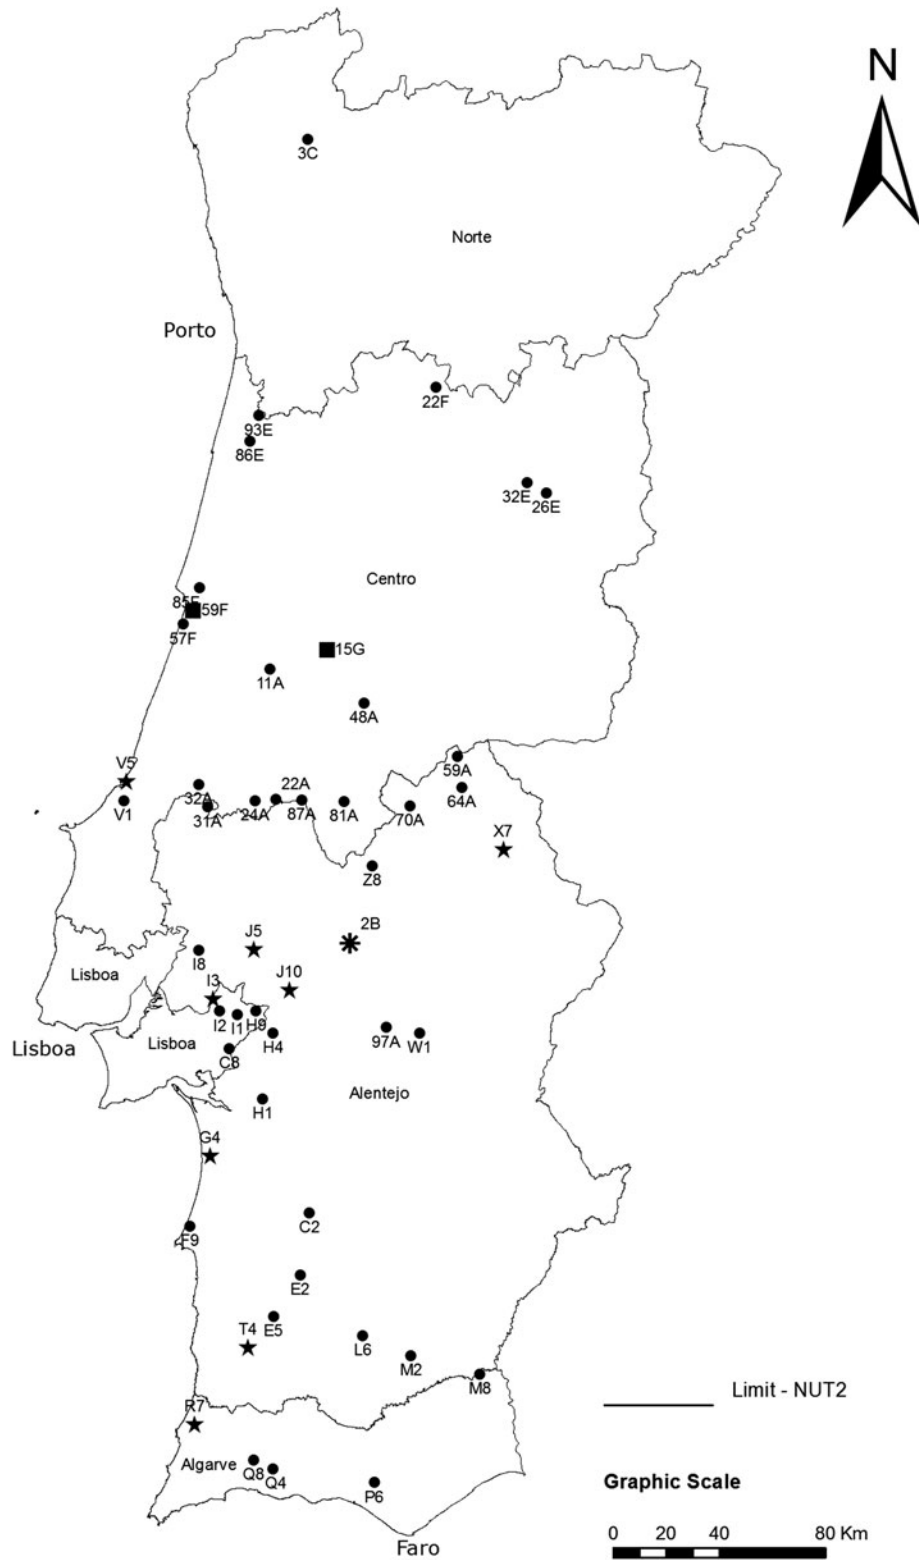 N
3C
Norte
Porto
22F
93E
86E
32E
26E
Centro
85F
59F
57F
15G
11A
48A
V5
59A
32A
22A
64A
V1
31A
24A
87A
81A
70A
X7
Z8
2B
J5
I8
Lisboa
I3
J10
I2
I1
H9
Lisboa
Lisboa
H4
97A
W1
C8
Alentejo
H1
G4
C2
F9
E2
E5
T4
L6
M2
M8
Limit - NUT2
R7
Algarve
Q8
Q4
P6
Graphic Scale
Faro
0 20 40 80 Km